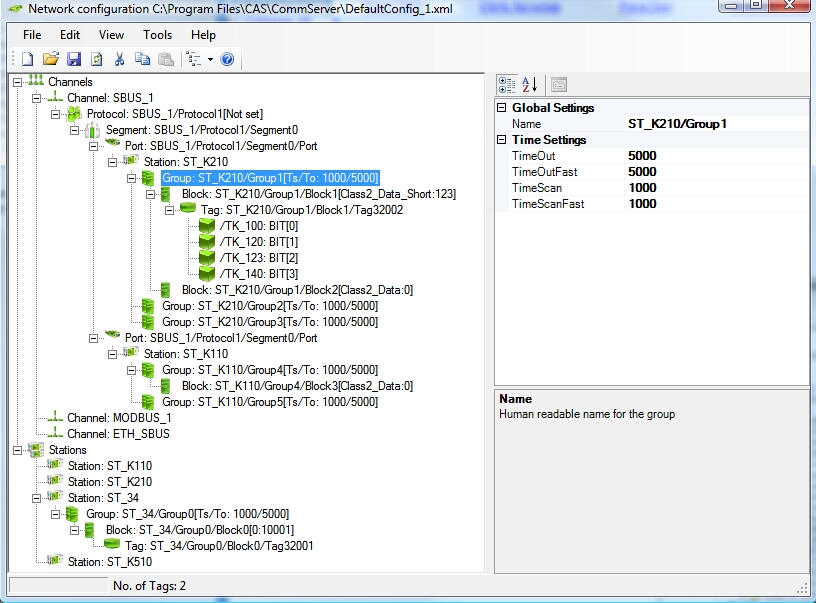 Network configuration C:\Program Files\CAS\CommServer\DefaultConfig_1.xml
File Edit View Tools Help
Channels
Channel: SBUS_1
Protocol: SBUS_1/Protocol1[Not set]
Segment: SBUS_1/Protocol1/Segment0
Port: SBUS_1/Protocol1/Segment0/Port
Station: ST_K210
Group: ST_K210/Group1[Ts/To: 1000/5000]
Block: ST_K210/Group1/Block1[Class2_Data_Short:123]
Tag: ST_K210/Group1/Block1/Tag32002
/TK_100: BIT[0]
/TK_120: BIT[1]
/TK_123: BIT[2]
/TK_140: BIT[3]
Block: ST_K210/Group1/Block2[Class2_Data:0]
Group: ST_K210/Group2[Ts/To: 1000/5000]
Group: ST_K210/Group3[Ts/To: 1000/5000]
Port: SBUS_1/Protocol1/Segment0/Port
Station: ST_K110
Group: ST_K110/Group4[Ts/To: 1000/5000]
Block: ST_K110/Group4/Block3[Class2_Data:0]
Group: ST_K110/Group5[Ts/To: 1000/5000]
Channel: MODBUS_1
Channel: ETH_SBUS
Stations
Station: ST_K110
Station: ST_K210
Station: ST_34
Group: ST_34/Group0[Ts/To: 1000/5000]
Block: ST_34/Group0/Block0[0:10001]
Tag: ST_34/Group0/Block0/Tag32001
Station: ST_K510
Global Settings
Name ST_K210/Group1
Time Settings
TimeOut 5000
TimeOutFast 5000
TimeScan 1000
TimeScanFast 1000
Name
Human readable name for the group
No. of Tags: 2